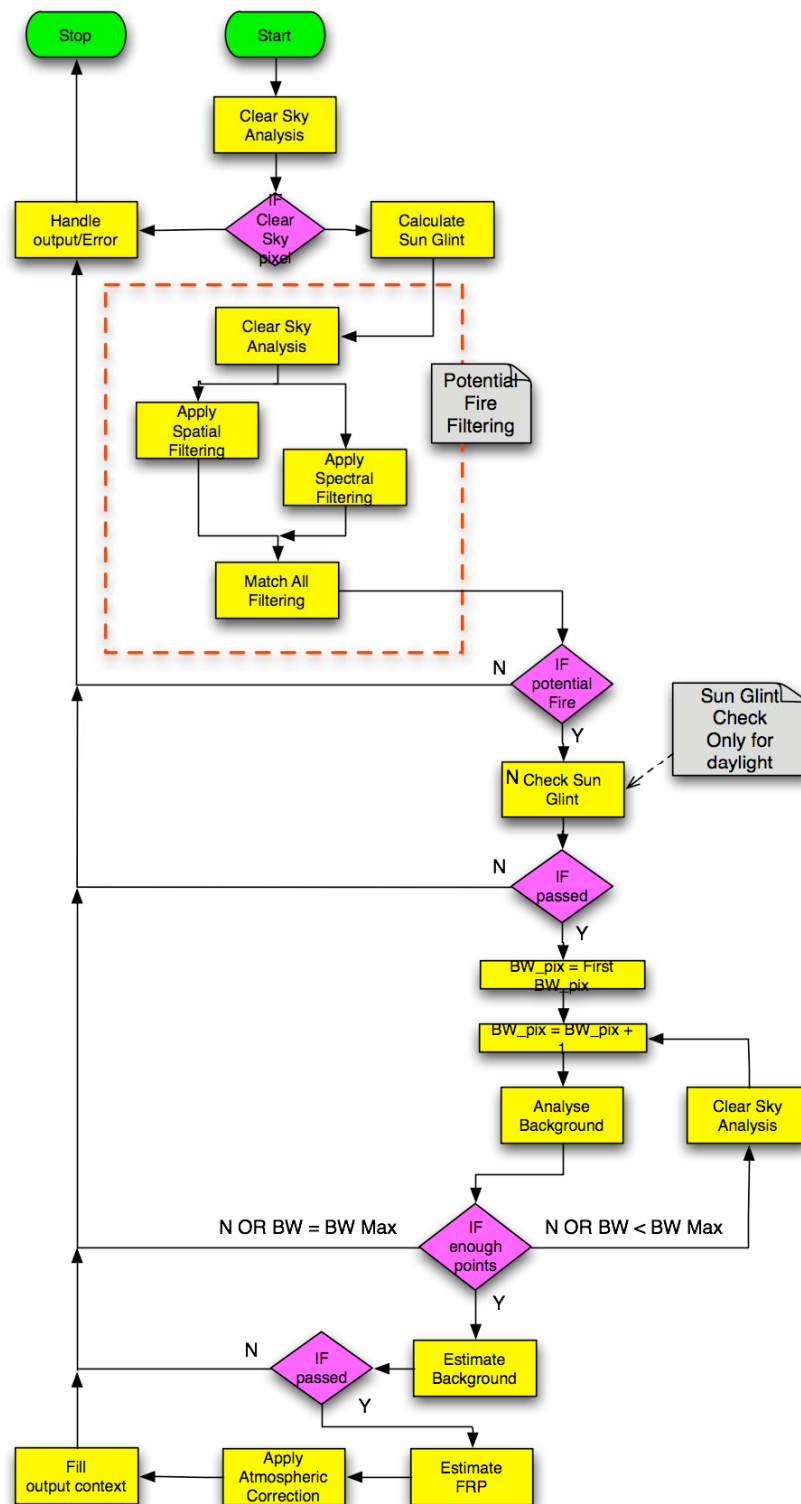 Stop
Start
Clear Sky
Analysis
Handle
output/Error
IF
Clear
Sky
pixel
Calculate
Sun Glint
Clear Sky
Analysis
Potential
Fire
Filtering
Apply
Spatial
Filtering
Apply
Spectral
Filtering
Match All
Filtering
N
IF
potential
Fire
Y
Sun Glint
Check
Only for
daylight
N
Check Sun
Glint
N
IF
passed
Y
BW_pix = First
BW_pix
BW_pix = BW_pix +
1
Analyse
Background
Clear Sky
Analysis
N OR BW = BW Max
IF
enough
points
N OR BW < BW Max
Y
N
IF
passed
Estimate
Background
Y
Fill
output context
Apply
Atmospheric
Correction
Estimate
FRP